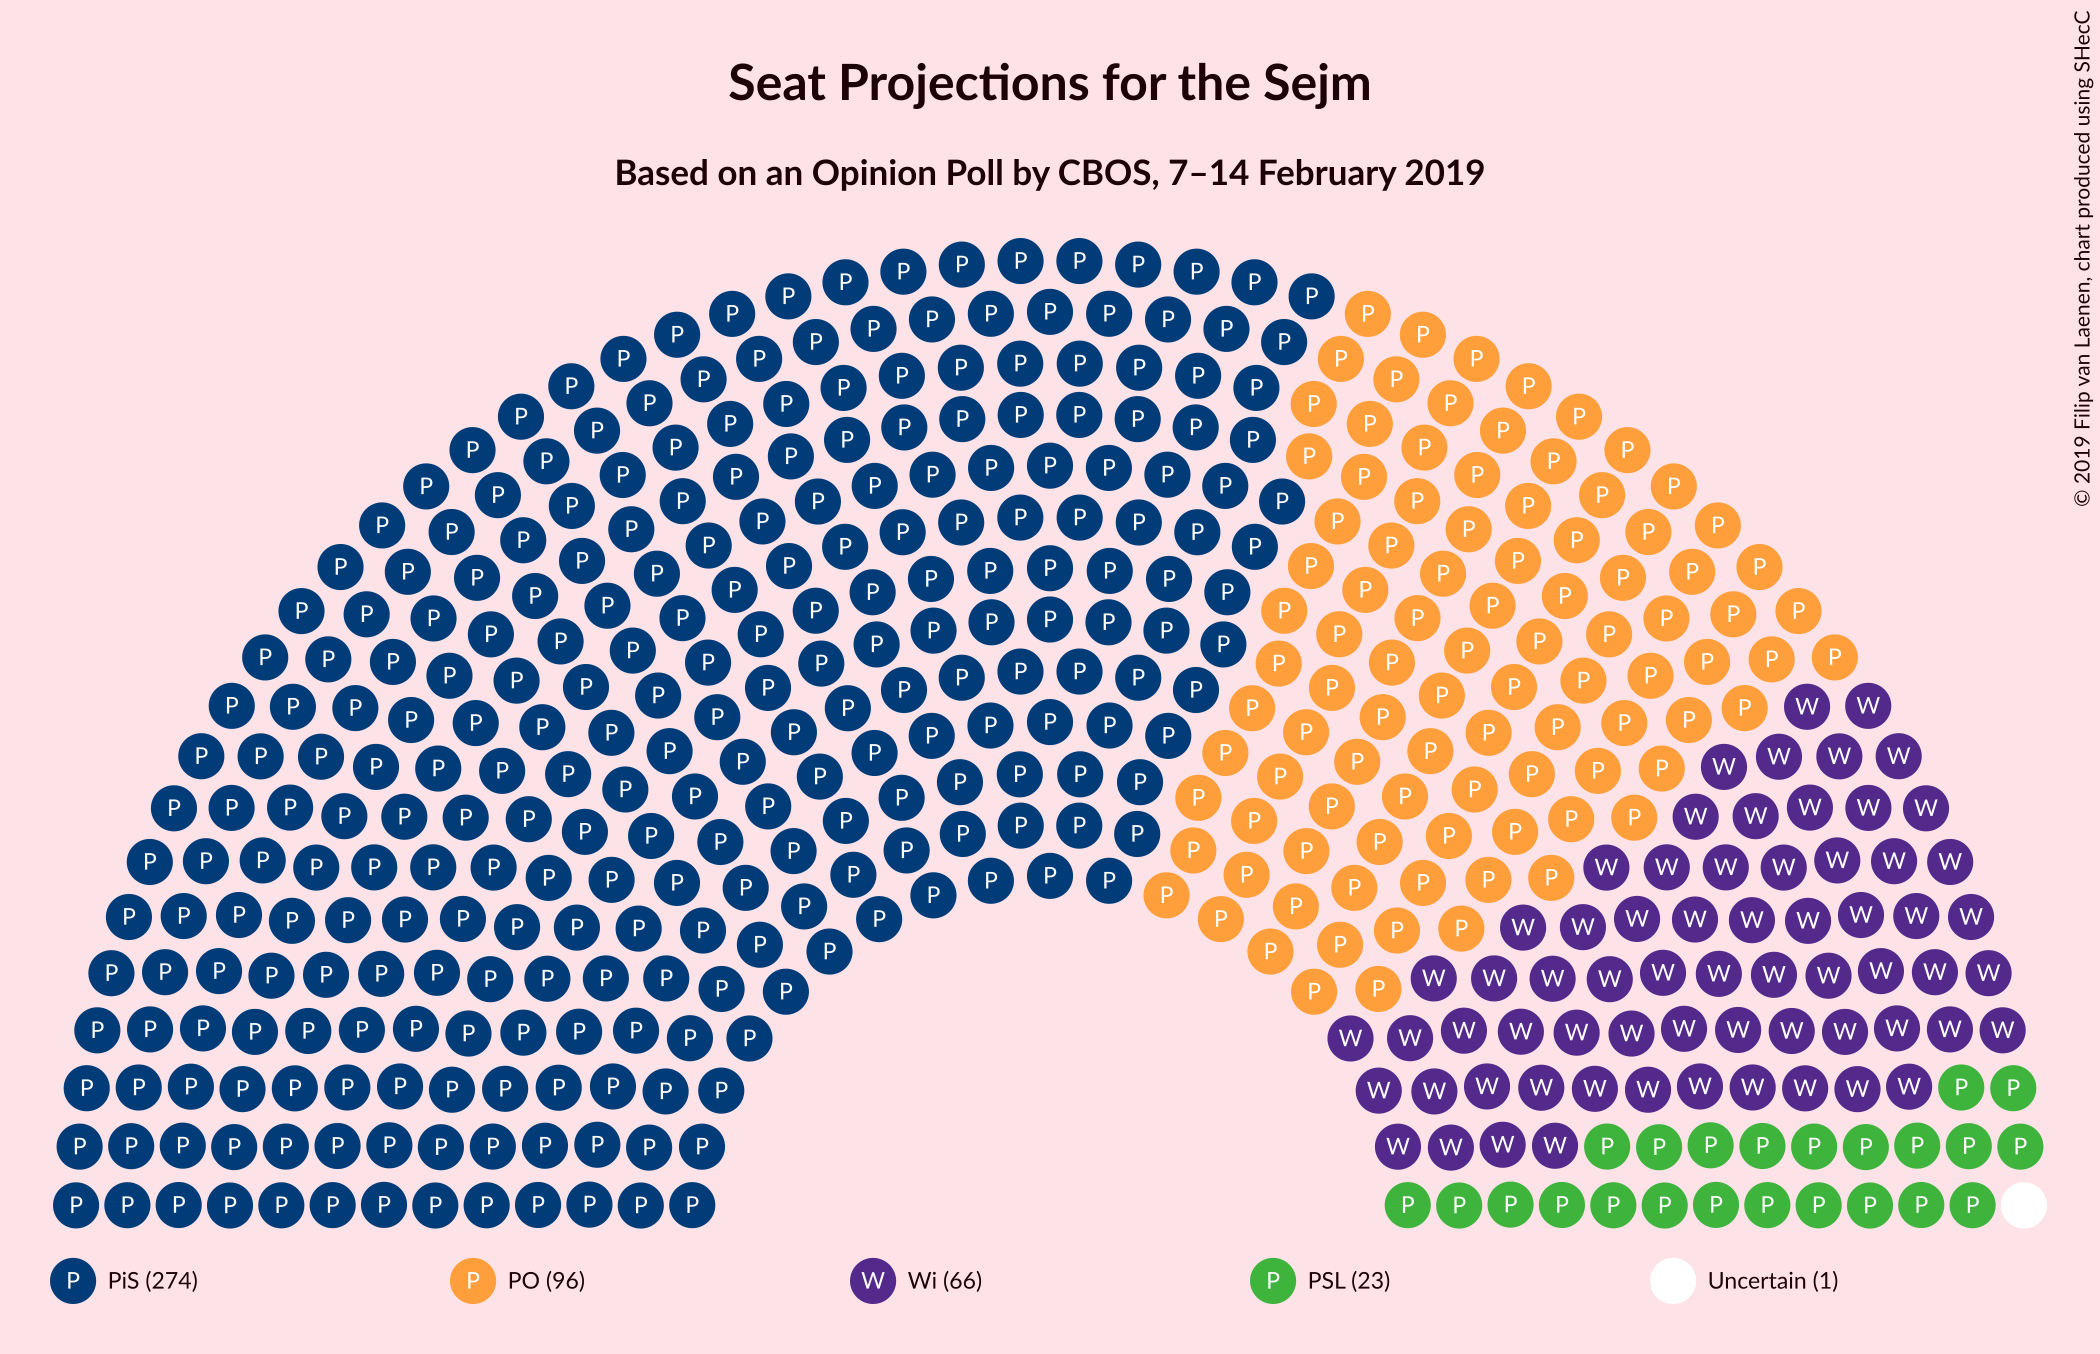 Seat Projections for the Sejm
Based on an Opinion Poll by CBOS, 7–14 February 2019
© 2019 Filip van Laenen, chart produced using SHecC
P PiS (274)
P PO (96)
W Wi (66)
P PSL (23)
Uncertain (1)